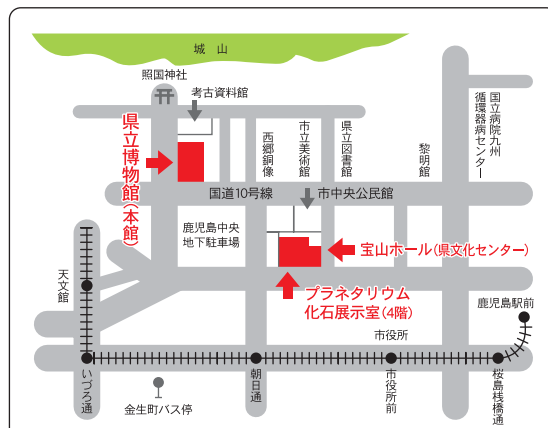 城 山
照国神社
考古資料館
県立博物館(本館)
西郷銅像
市立美術館
県立図書館
黎明館
国立病院九州
循環器病センター
国道10号線
市中央公民館
鹿児島中央
地下駐車場
宝山ホール(県文化センター)
プラネタリウム
化石展示室(4階)
天文館
鹿児島駅前
市役所
いづろ通
金生町バス停
朝日通
市役所前
桜島桟橋通